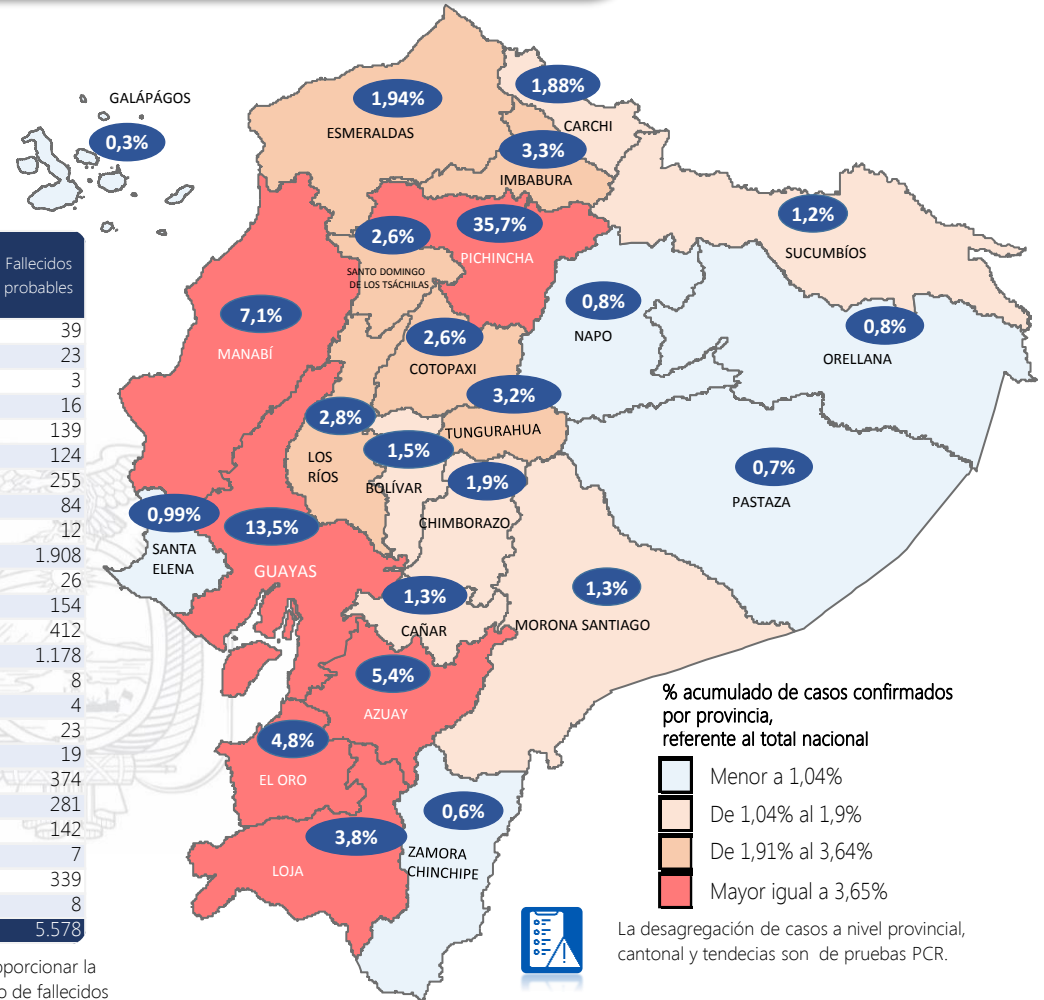 GALÁPÁGOS
0,3%
1,94%
ESMERALDAS
1,88%
CARCHI
3,3%
IMBABURA
1,2%
SUCUMBÍOS
2,6%
SANTO DOMINGO
DE LOS TSÁCHILAS
35,7%
PICHINCHA
7,1%
MANABÍ
0,8%
NAPO
0,8%
ORELLANA
2,6%
COTOPAXI
3,2%
TUNGURAHUA
2,8%
LOS
RÍOS
1,5%
BOLÍVAR
1,9%
CHIMBORAZO
0,7%
PASTAZA
0,99%
SANTA
ELENA
13,5%
GUAYAS
1,3%
CAÑAR
1,3%
MORONA SANTIAGO
5,4%
AZUAY
4,8%
EL ORO
3,8%
LOJA
0,6%
ZAMORA
CHINCHIPE
Fallecidos
probables
39
23
3
16
139
124
255
84
12
1.908
26
154
412
1.178
8
4
23
19
374
281
142
7
339
8
5.578
oporcionar la
o de fallecidos
% acumulado de casos confirmados
por provincia,
referente al total nacional
Menor a 1,04%
De 1,04% al 1,9%
De 1,91% al 3,64%
Mayor igual a 3,65%
La desagregación de casos a nivel provincial,
cantonal y tendecias son de pruebas PCR.